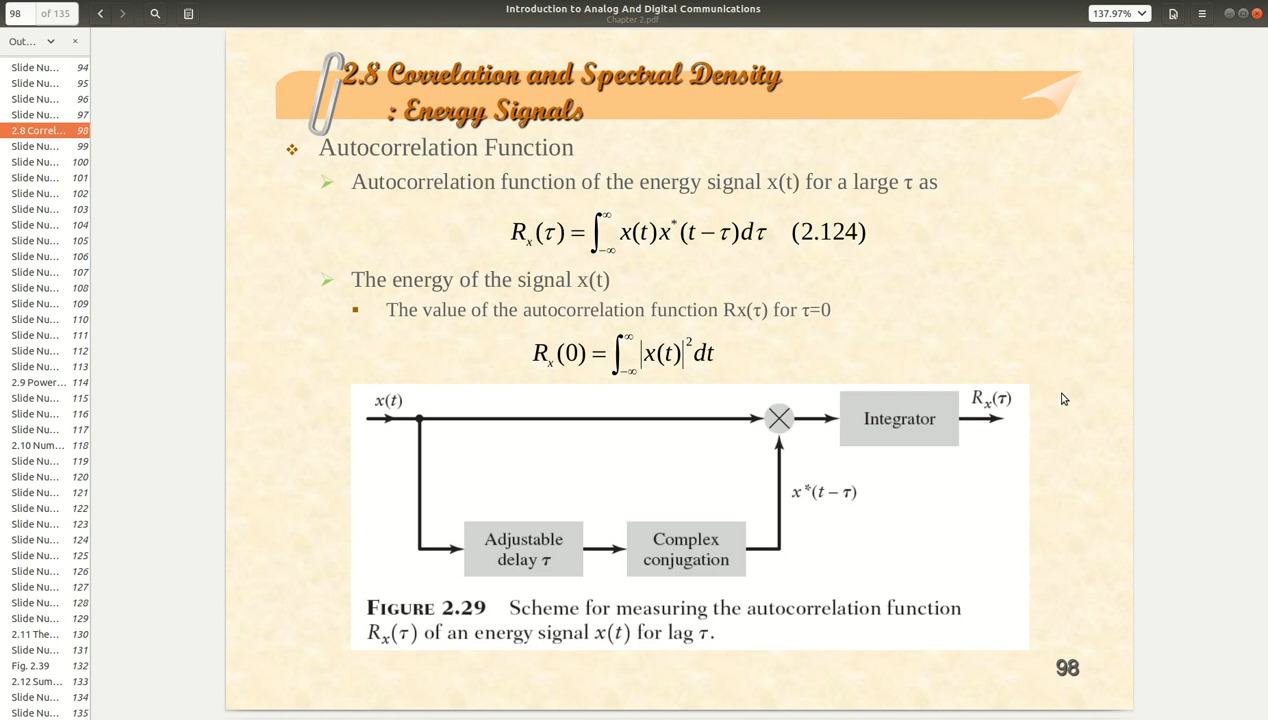 98 of 135
Introduction to Analog And Digital Communications
Chapter 2.pdf
137.97%
Out...
Slide Nu... 94
Slide Nu... 95
Slide Nu... 96
Slide Nu... 97
2.8 Correl... 98
Slide Nu... 99
Slide Nu... 100
Slide Nu... 101
Slide Nu... 102
Slide Nu... 103
Slide Nu... 104
Slide Nu... 105
Slide Nu... 106
Slide Nu... 107
Slide Nu... 108
Slide Nu... 109
Slide Nu... 110
Slide Nu... 111
Slide Nu... 112
Slide Nu... 113
2.9 Power... 114
Slide Nu... 115
Slide Nu... 116
Slide Nu... 117
2.10 Num... 118
Slide Nu... 119
Slide Nu... 120
Slide Nu... 121
Slide Nu... 122
Slide Nu... 123
Slide Nu... 124
Slide Nu... 125
Slide Nu... 126
Slide Nu... 127
Slide Nu... 128
Slide Nu... 129
2.11 The... 130
Slide Nu... 131
Fig. 2.39 132
2.12 Sum... 133
Slide Nu... 134
Slide Nu... 135
2.8 Correlation and Spectral Density
: Energy Signals
Autocorrelation Function
Autocorrelation function of the energy signal x(t) for a large τ as
Rx(τ) = ∫−∞^∞ x(t)x*(t − τ)dτ (2.124)
The energy of the signal x(t)
The value of the autocorrelation function Rx(τ) for τ=0
Rx(0) = ∫−∞^∞ |x(t)|² dt
x(t)
Integrator
Rx(τ)
x*(t − τ)
Adjustable
delay τ
Complex
conjugation
FIGURE 2.29 Scheme for measuring the autocorrelation function
Rx(τ) of an energy signal x(t) for lag τ.
98